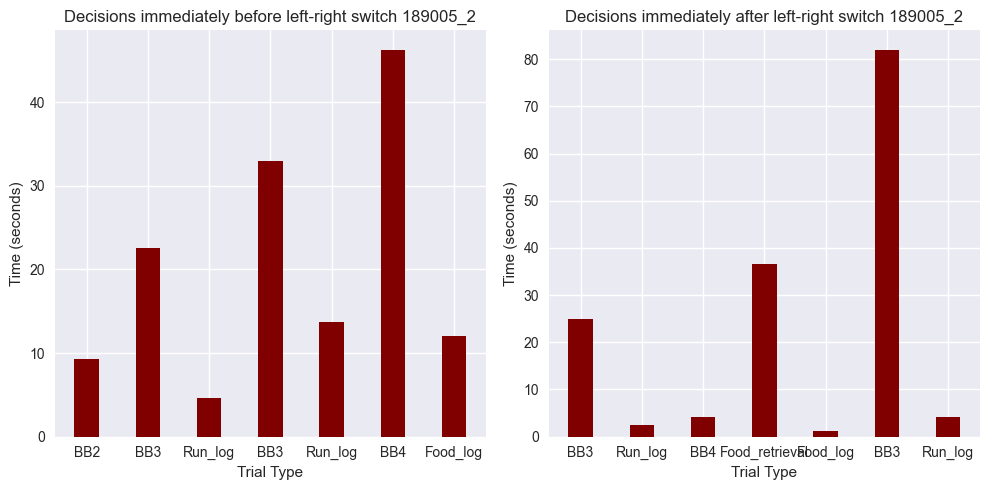 Decisions immediately before left-right switch 189005_2
Time (seconds)
40
30
20
10
0
BB2 BB3 Run_log BB3 Run_log BB4 Food_log
Trial Type
Decisions immediately after left-right switch 189005_2
Time (seconds)
80
70
60
50
40
30
20
10
0
BB3 Run_log BB4 Food_retrieval Food_log BB3 Run_log
Trial Type